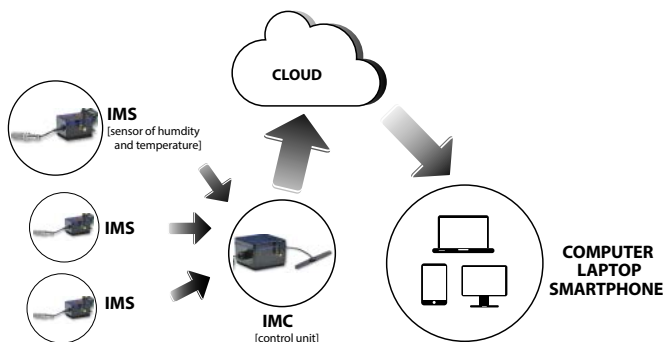 CLOUD
IMS
[sensor of humdity
and temperature]
IMS
IMS
IMC
[control unit]
COMPUTER
LAPTOP
SMARTPHONE